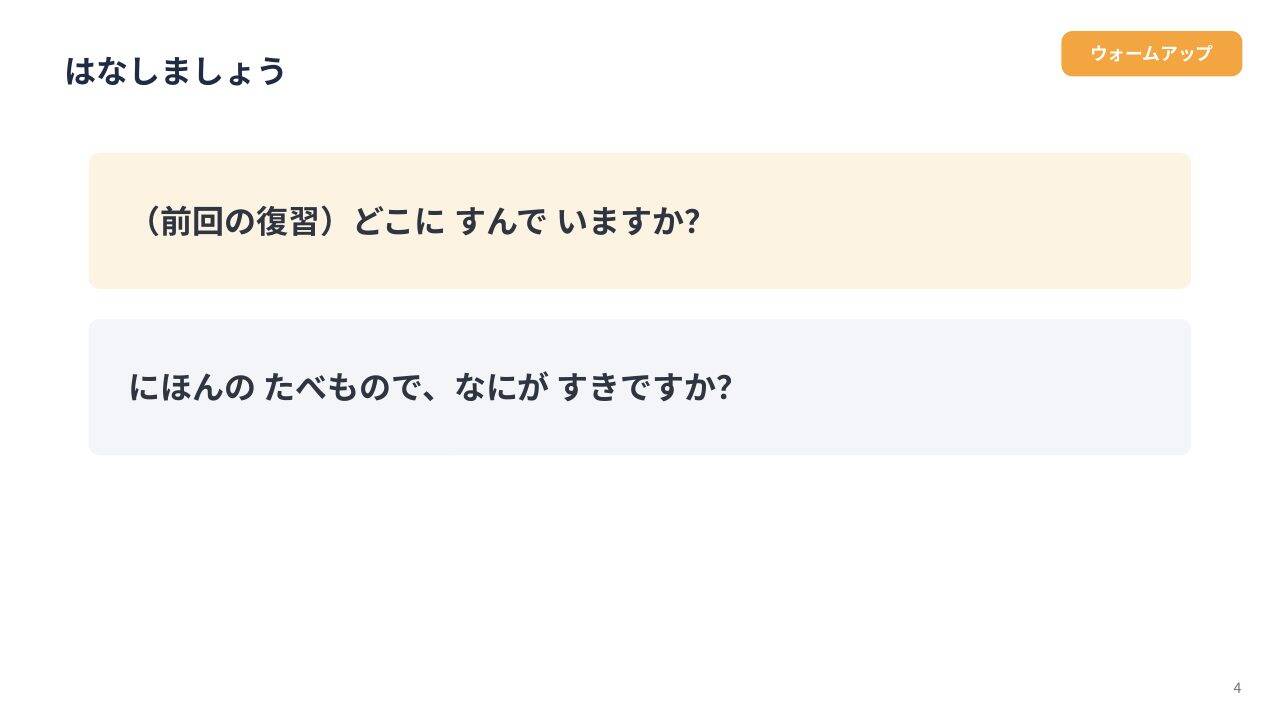 はなしましょう
ウォームアップ
（前回の復習）どこに すんで いますか?
にほんの たべもので、なにが すきですか?
4